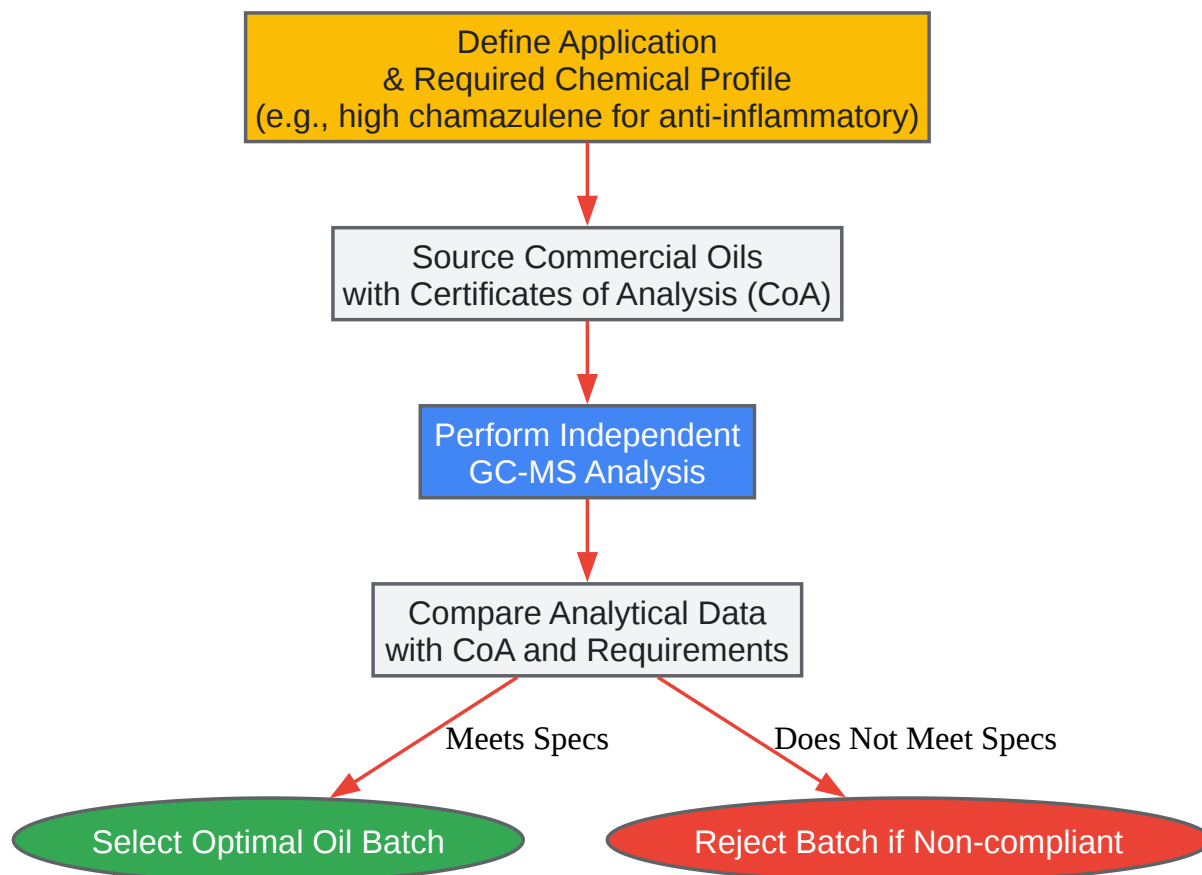 Define Application
& Required Chemical Profile
(e.g., high chamazulene for anti-inflammatory)
Source Commercial Oils
with Certificates of Analysis (CoA)
Perform Independent
GC-MS Analysis
Compare Analytical Data
with CoA and Requirements
Meets Specs
Does Not Meet Specs
Select Optimal Oil Batch
Reject Batch if Non-compliant